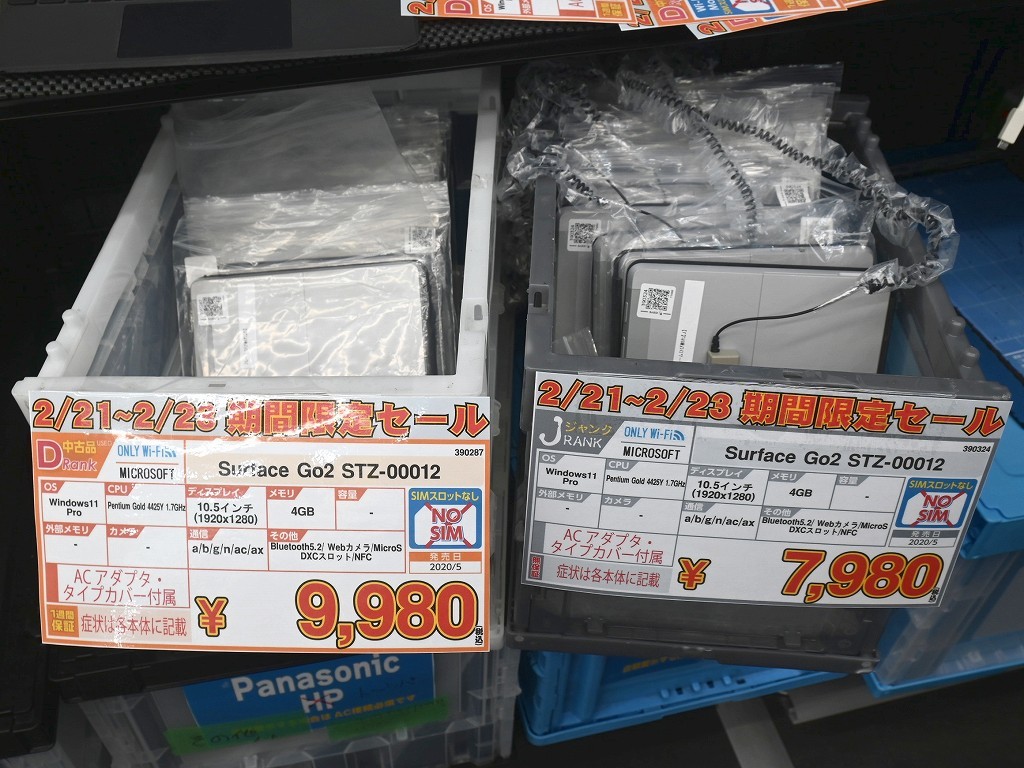 2/21~2/23 期間限定セール
D Rank
中古品
USED
ONLY Wi-Fi
MICROSOFT
390287
Surface Go2 STZ-00012
OS
Windows11 Pro
CPU
Pentium Gold 4425Y 1.7GHz
ディスプレイ
10.5インチ
(1920x1280)
メモリ
4GB
容量
-
外部メモリ
-
カメラ
-
通信
a/b/g/n/ac/ax
その他
Bluetooth5.2/ Webカメラ/MicroS
DXCスロット/NFC
SIMスロットなし
NO
SIM
発売日
2020/5
ACアダプタ・
タイプカバー付属
1週間
保証
症状は各本体に記載
¥ 9,980
税込
2/21~2/23 期間限定セール
J RANK
ジャンク
ONLY Wi-Fi
MICROSOFT
390324
Surface Go2 STZ-00012
OS
Windows11
Pro
CPU
Pentium Gold 4425Y 1.7GHz
ディスプレイ
10.5インチ
(1920x1280)
メモリ
4GB
容量
-
外部メモリ
-
カメラ
-
通信
a/b/g/n/ac/ax
その他
Bluetooth5.2/ Webカメラ/MicroS
DXCスロット/NFC
SIMスロットなし
NO
SIM
発売日
2020/5
ACアダプタ・
タイプカバー付属
無保証
症状は各本体に記載
¥ 7,980
税込
Panasonic
HP
その他